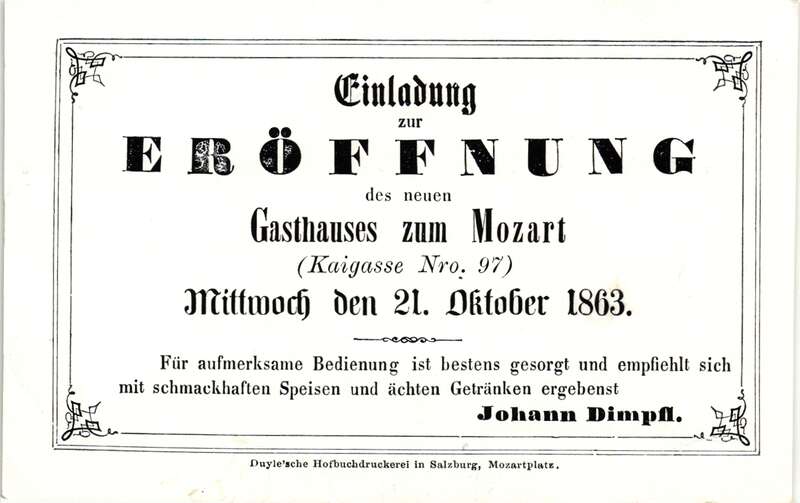 Einladung
zur
ERÖFFNUNG
des neuen
Gasthauses zum Mozart
(Kaigasse Nro. 97)
Mittwoch den 21. Oktober 1863.
Für aufmerksame Bedienung ist bestens gesorgt und empfiehlt sich
mit schmackhaften Speisen und ächten Getränken ergebenst
Johann Dimpfl.
Duyle'sche Hofbuchdruckerei in Salzburg, Mozartplatz.